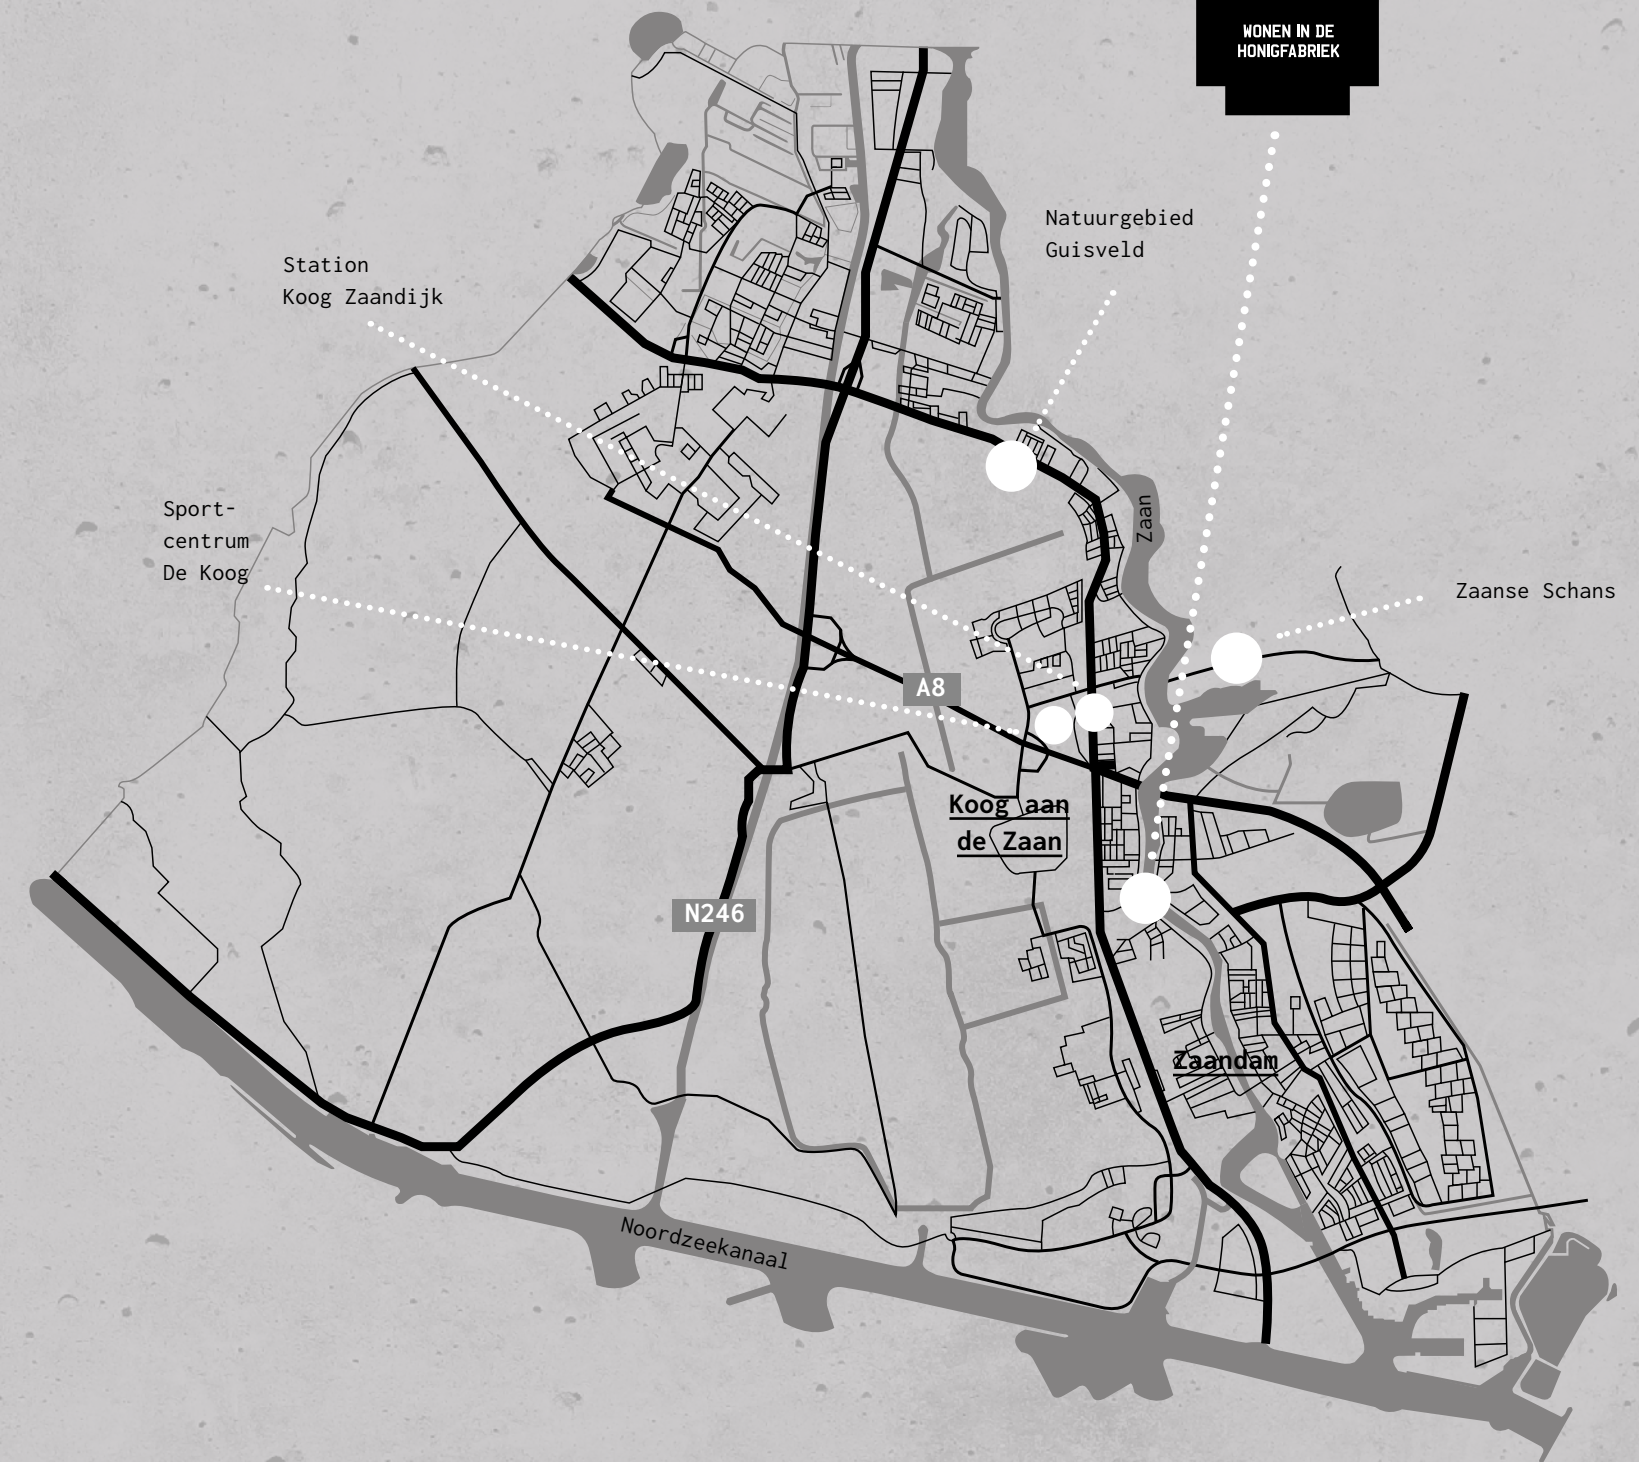 WONEN IN DE
HONIGFABRIEK
Natuurgebied
Guisveld
Station
Koog Zaandijk
Sport-
centrum
De Koog
Zaan
Zaanse Schans
A8
Koog aan
de Zaan
N246
Zaandam
Noordzeekanaal